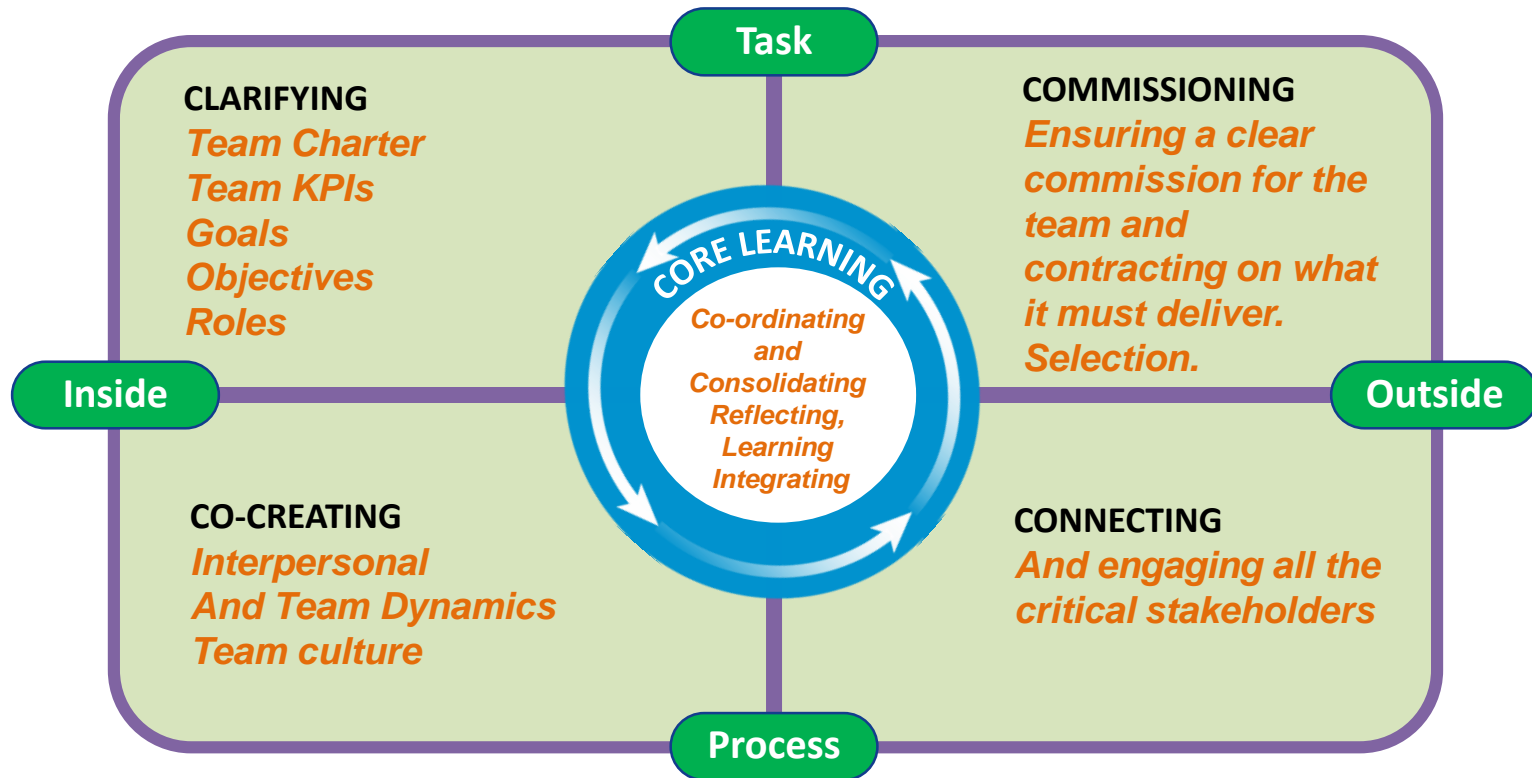 Task
CLARIFYING
Team Charter
Team KPIs
Goals
Objectives
Roles
COMMISSIONING
Ensuring a clear
commission for the
team and
contracting on what
it must deliver.
Selection.
CORE LEARNING
Co-ordinating
and
Consolidating
Reflecting,
Learning
Integrating
Inside
Outside
CO-CREATING
Interpersonal
And Team Dynamics
Team culture
CONNECTING
And engaging all the
critical stakeholders
Process